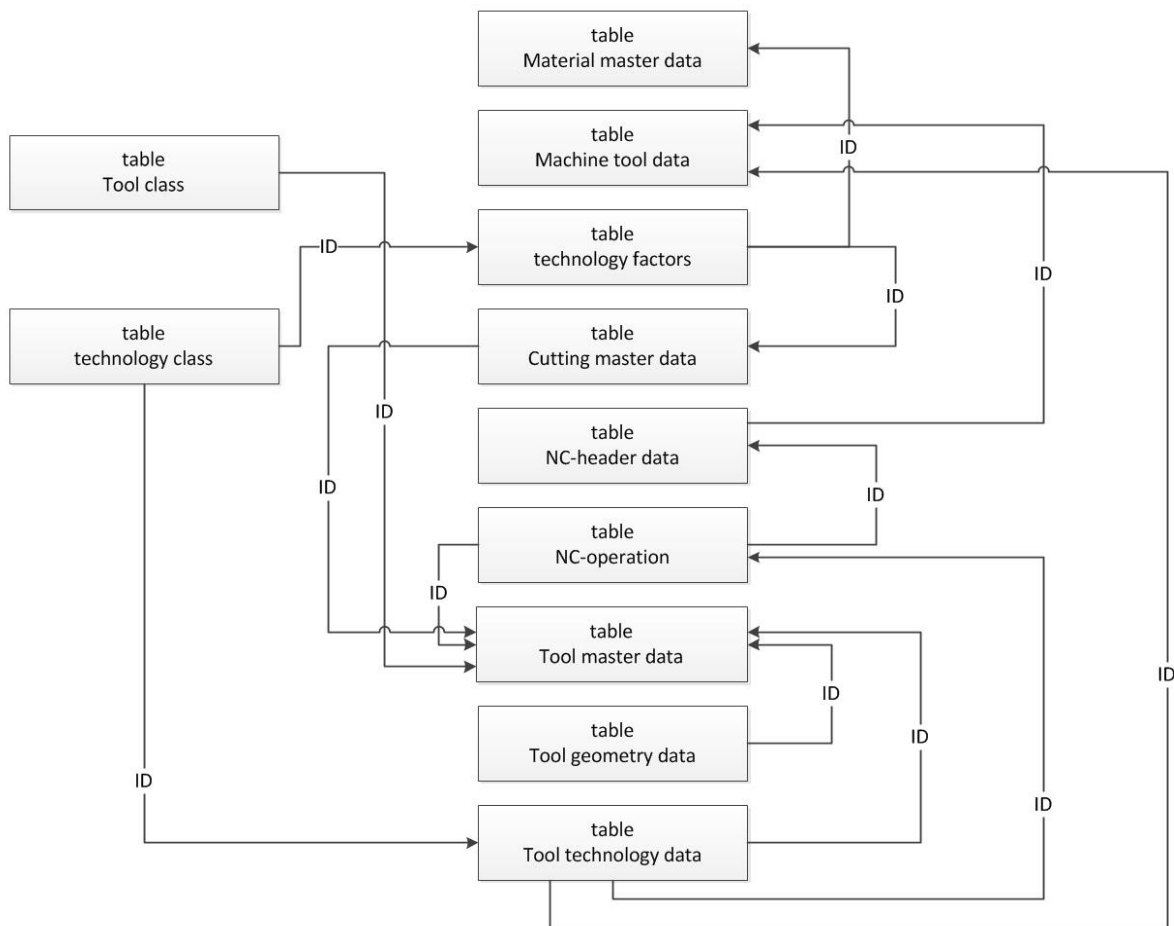 table
Material master data
table
Machine tool data
ID
table
Tool class
table
technology factors
ID
ID
ID
table
technology class
table
Cutting master data
ID
table
NC-header data
ID
ID
table
NC-operation
ID
table
Tool master data
ID
ID
table
Tool geometry data
ID
ID
ID
table
Tool technology data